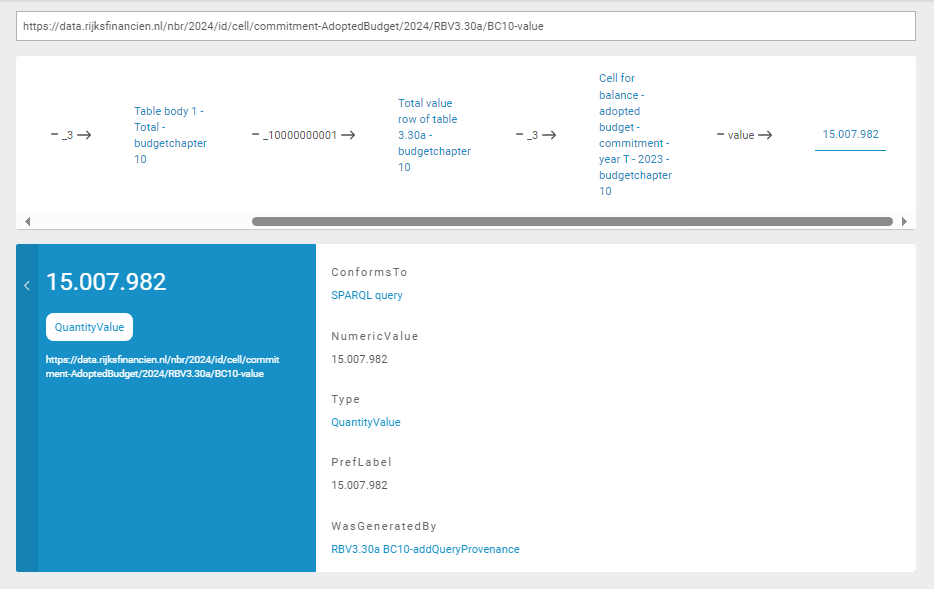 https://data.rijksfinancien.nl/nbr/2024/id/cell/commitment-AdoptedBudget/2024/RBV3.30a/BC10-value
_3
Table body 1 -
Total -
budgetchapter
10
_10000000001
Total value
row of table
3.30a -
budgetchapter
10
_3
Cell for
balance -
adopted
budget -
commitment -
year T - 2023 -
budgetchapter
10
value
15.007.982
15.007.982
QuantityValue
https://data.rijksfinancien.nl/nbr/2024/id/cell/commit
ment-AdoptedBudget/2024/RBV3.30a/BC10-value
ConformsTo
SPARQL query
NumericValue
15.007.982
Type
QuantityValue
PrefLabel
15.007.982
WasGeneratedBy
RBV3.30a BC10-addQueryProvenance